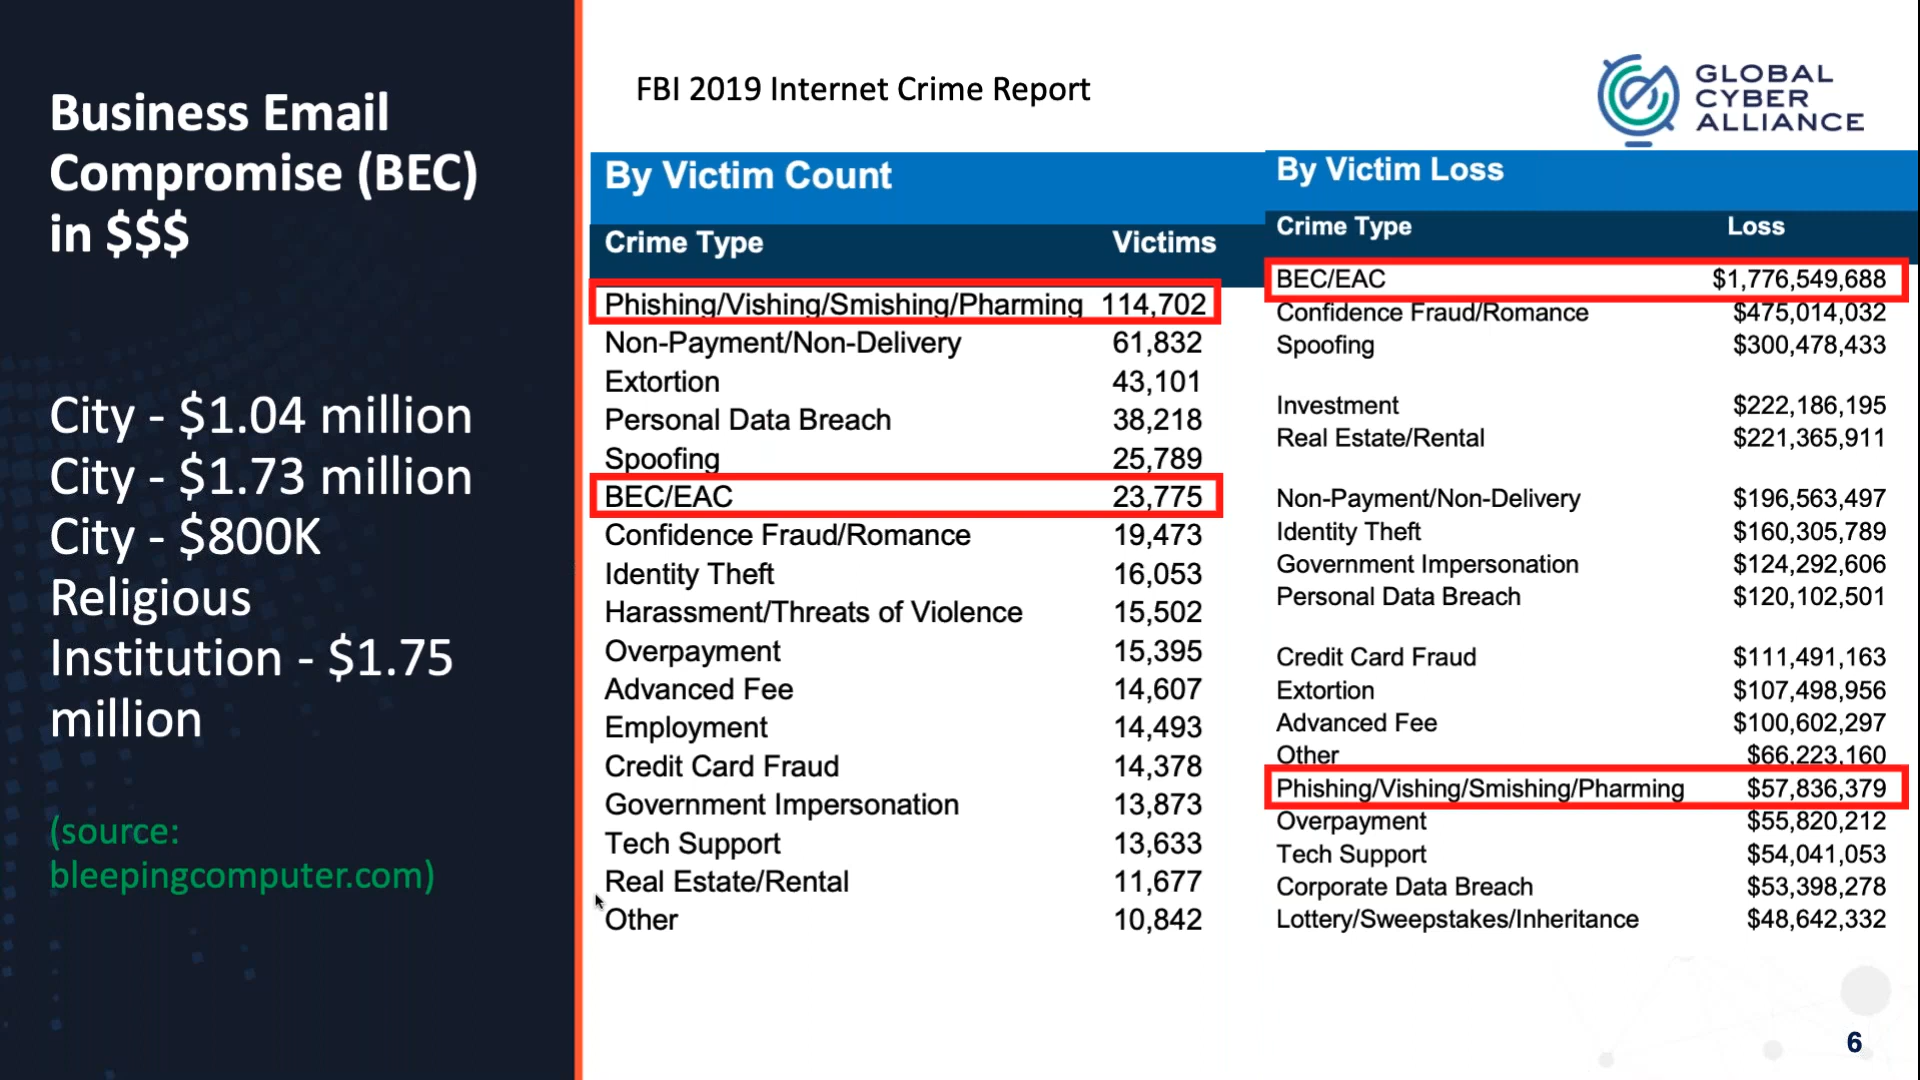 Business Email
Compromise (BEC)
in $$$
City - $1.04 million
City - $1.73 million
City - $800K
Religious
Institution - $1.75
million
(source:
bleepingcomputer.com)
FBI 2019 Internet Crime Report
GLOBAL
CYBER
ALLIANCE
By Victim Count
Crime Type Victims
Phishing/Vishing/Smishing/Pharming 114,702
Non-Payment/Non-Delivery 61,832
Extortion 43,101
Personal Data Breach 38,218
Spoofing 25,789
BEC/EAC 23,775
Confidence Fraud/Romance 19,473
Identity Theft 16,053
Harassment/Threats of Violence 15,502
Overpayment 15,395
Advanced Fee 14,607
Employment 14,493
Credit Card Fraud 14,378
Government Impersonation 13,873
Tech Support 13,633
Real Estate/Rental 11,677
Other 10,842
By Victim Loss
Crime Type Loss
BEC/EAC $1,776,549,688
Confidence Fraud/Romance $475,014,032
Spoofing $300,478,433
Investment $222,186,195
Real Estate/Rental $221,365,911
Non-Payment/Non-Delivery $196,563,497
Identity Theft $160,305,789
Government Impersonation $124,292,606
Personal Data Breach $120,102,501
Credit Card Fraud $111,491,163
Extortion $107,498,956
Advanced Fee $100,602,297
Other $66,223,160
Phishing/Vishing/Smishing/Pharming $57,836,379
Overpayment $55,820,212
Tech Support $54,041,053
Corporate Data Breach $53,398,278
Lottery/Sweepstakes/Inheritance $48,642,332
6